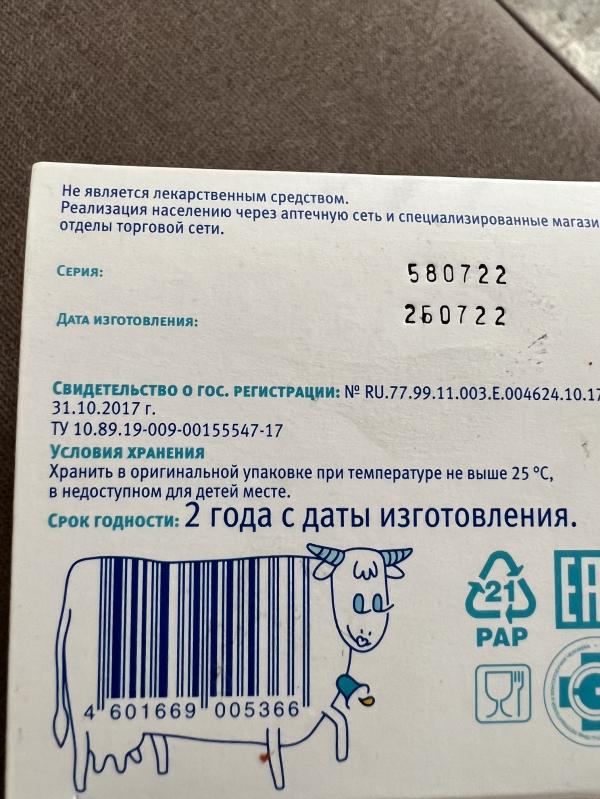 Не является лекарственным средством.
Реализация населению через аптечную сеть и специализированные
отделы торговой сети.
Серия: 580722
Дата изготовления: 260722
Свидетельство о гос. регистрации: № RU.77.99.11.003.E.004624.10.17
31.10.2017 г.
ТУ 10.89.19-009-00155547-17
Условия хранения
Хранить в оригинальной упаковке при температуре не выше 25 °C,
в недоступном для детей месте.
Срок годности: 2 года с даты изготовления.
21
PAP
4 601669 005366